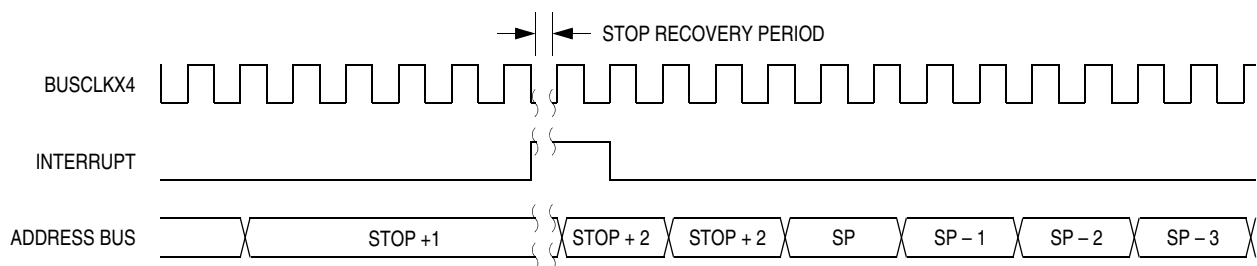 STOP RECOVERY PERIOD
BUSCLKX4
INTERRUPT
ADDRESS BUS STOP +1 STOP + 2 STOP + 2 SP SP – 1 SP – 2 SP – 3